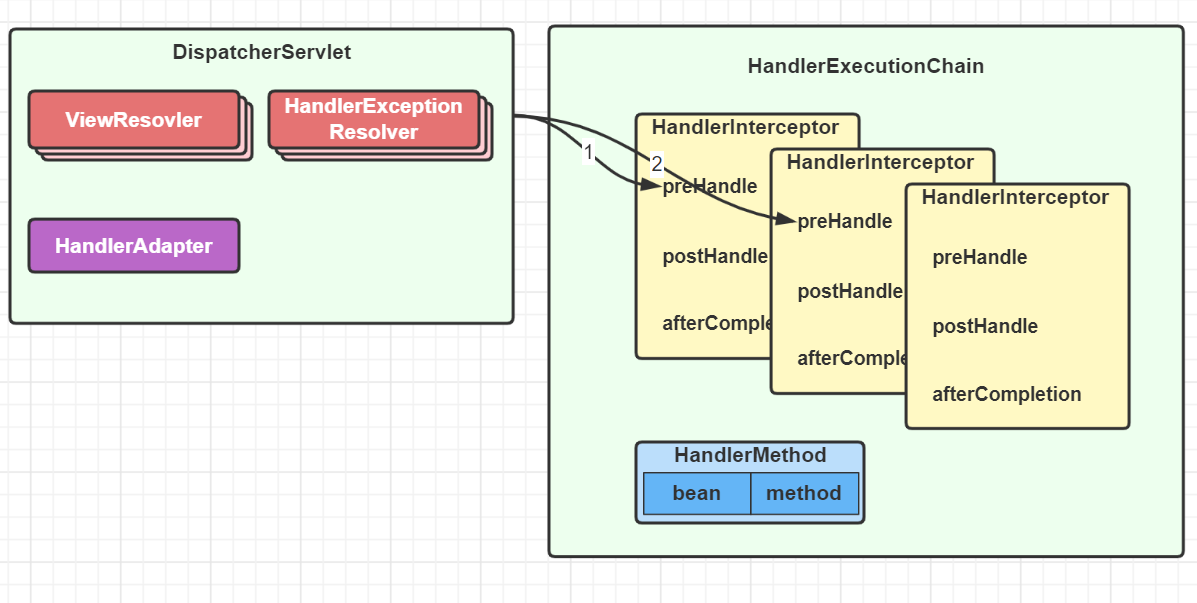 DispatcherServlet
ViewResovler
HandlerException
Resolver
HandlerAdapter
1
2
HandlerExecutionChain
HandlerInterceptor
preHandle
postHandle
afterComple
HandlerInterceptor
preHandle
postHandle
afterComple
HandlerInterceptor
preHandle
postHandle
afterCompletion
HandlerMethod
bean
method